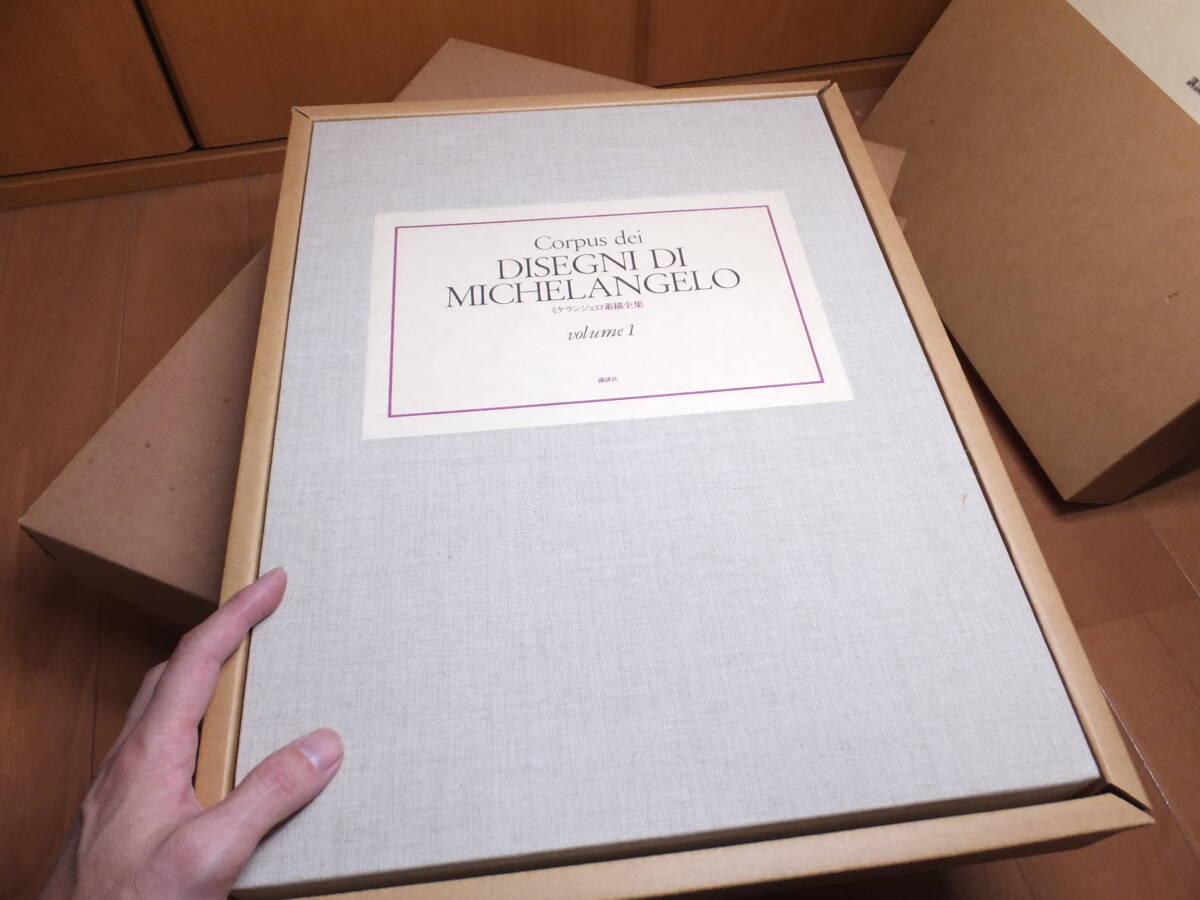 Corpus dei
DISEGNI DI
MICHELANGELO
ミケランジェロ素描全集
volume 1
講談社